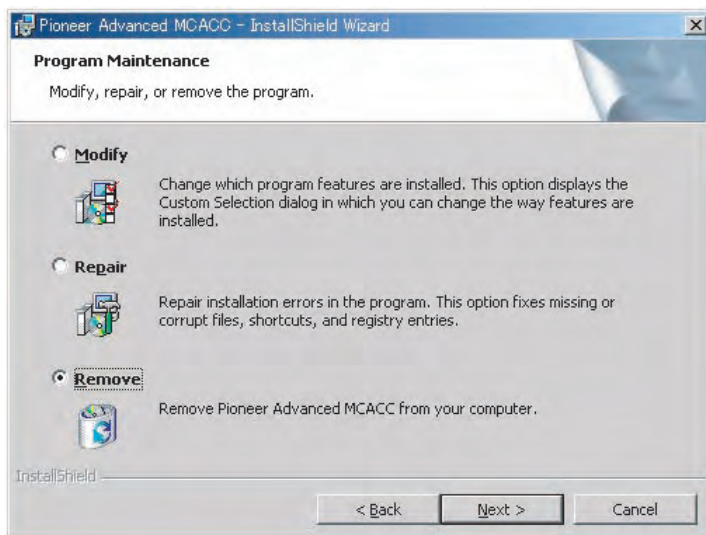 Pioneer Advanced MCACC - InstallShield Wizard
Program Maintenance
Modify, repair, or remove the program.
Modify
Change which program features are installed. This option displays the
Custom Selection dialog in which you can change the way features are
installed.
Repair
Repair installation errors in the program. This option fixes missing or
corrupt files, shortcuts, and registry entries.
Remove
Remove Pioneer Advanced MCACC from your computer.
InstallShield
< Back
Next >
Cancel